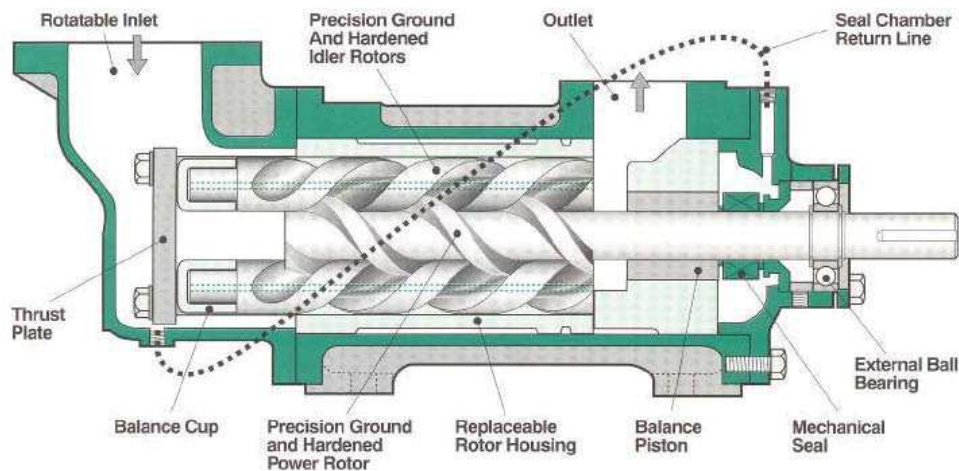 Rotatable Inlet
Precision Ground
And Hardened
Idler Rotors
Outlet
Seal Chamber
Return Line
Thrust
Plate
Balance Cup
Precision Ground
and Hardened
Power Rotor
Replaceable
Rotor Housing
Balance
Piston
Mechanical
Seal
External Ball
Bearing